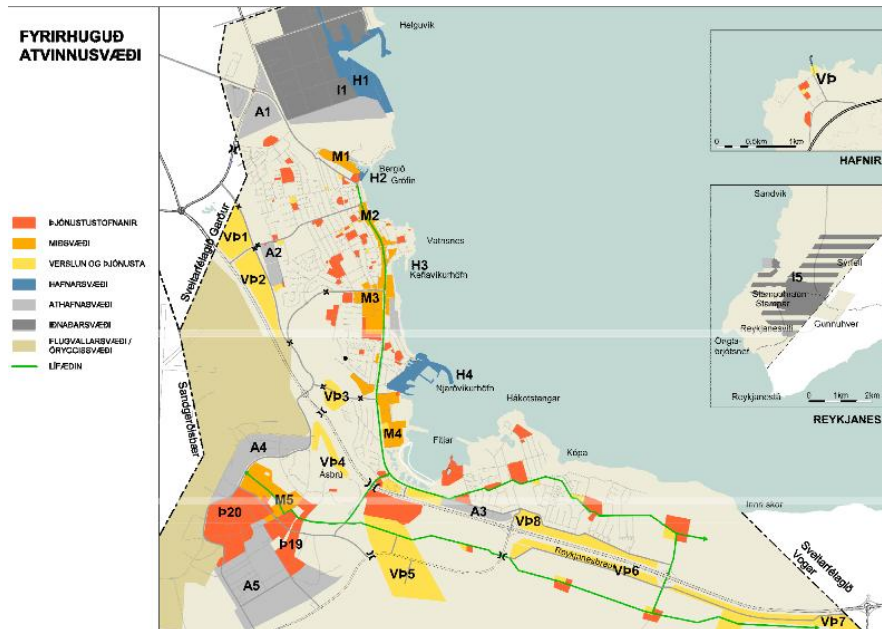 FYRIRHUGUÐ
ATVINNUSVÆÐI
ÞJÓNUSTUSTOFNANIR
MIÐSVÆÐI
VERSLUN OG ÞJÓNUSTA
HAFNARSVÆÐI
ATHAFNASVÆÐI
IÐNAÐARSVÆÐI
FLUGVALLARSVÆÐI /
ÖRYGGISSVÆÐI
LÍFÆÐIN
Sveitarfélagið Garður
Sandgerðisbær
Helguvík
H1
I1
A1
M1
Bergið
H2
Grófin
M2
VÞ1
A2
VÞ2
Vatnsnes
H3
Keflavíkurhöfn
M3
H4
Njarðvíkurhöfn
VÞ3
Hákotstangar
M4
Fitjar
Kópa
A4
VÞ4
Ásbrú
M5
Þ20
A3
VÞ8
Þ19
Reykjanesbraut
VÞ6
VÞ5
A5
VÞ7
Sveitarfélagið
Vogar
VÞ
0 0,5km 1km
HAFNIR
Sandvík
Sýrfell
I5
Stampahraun
Stampar
Reykjanesviti
Gunnuhver
Reykjanestá
0 1km 2km
REYKJANES